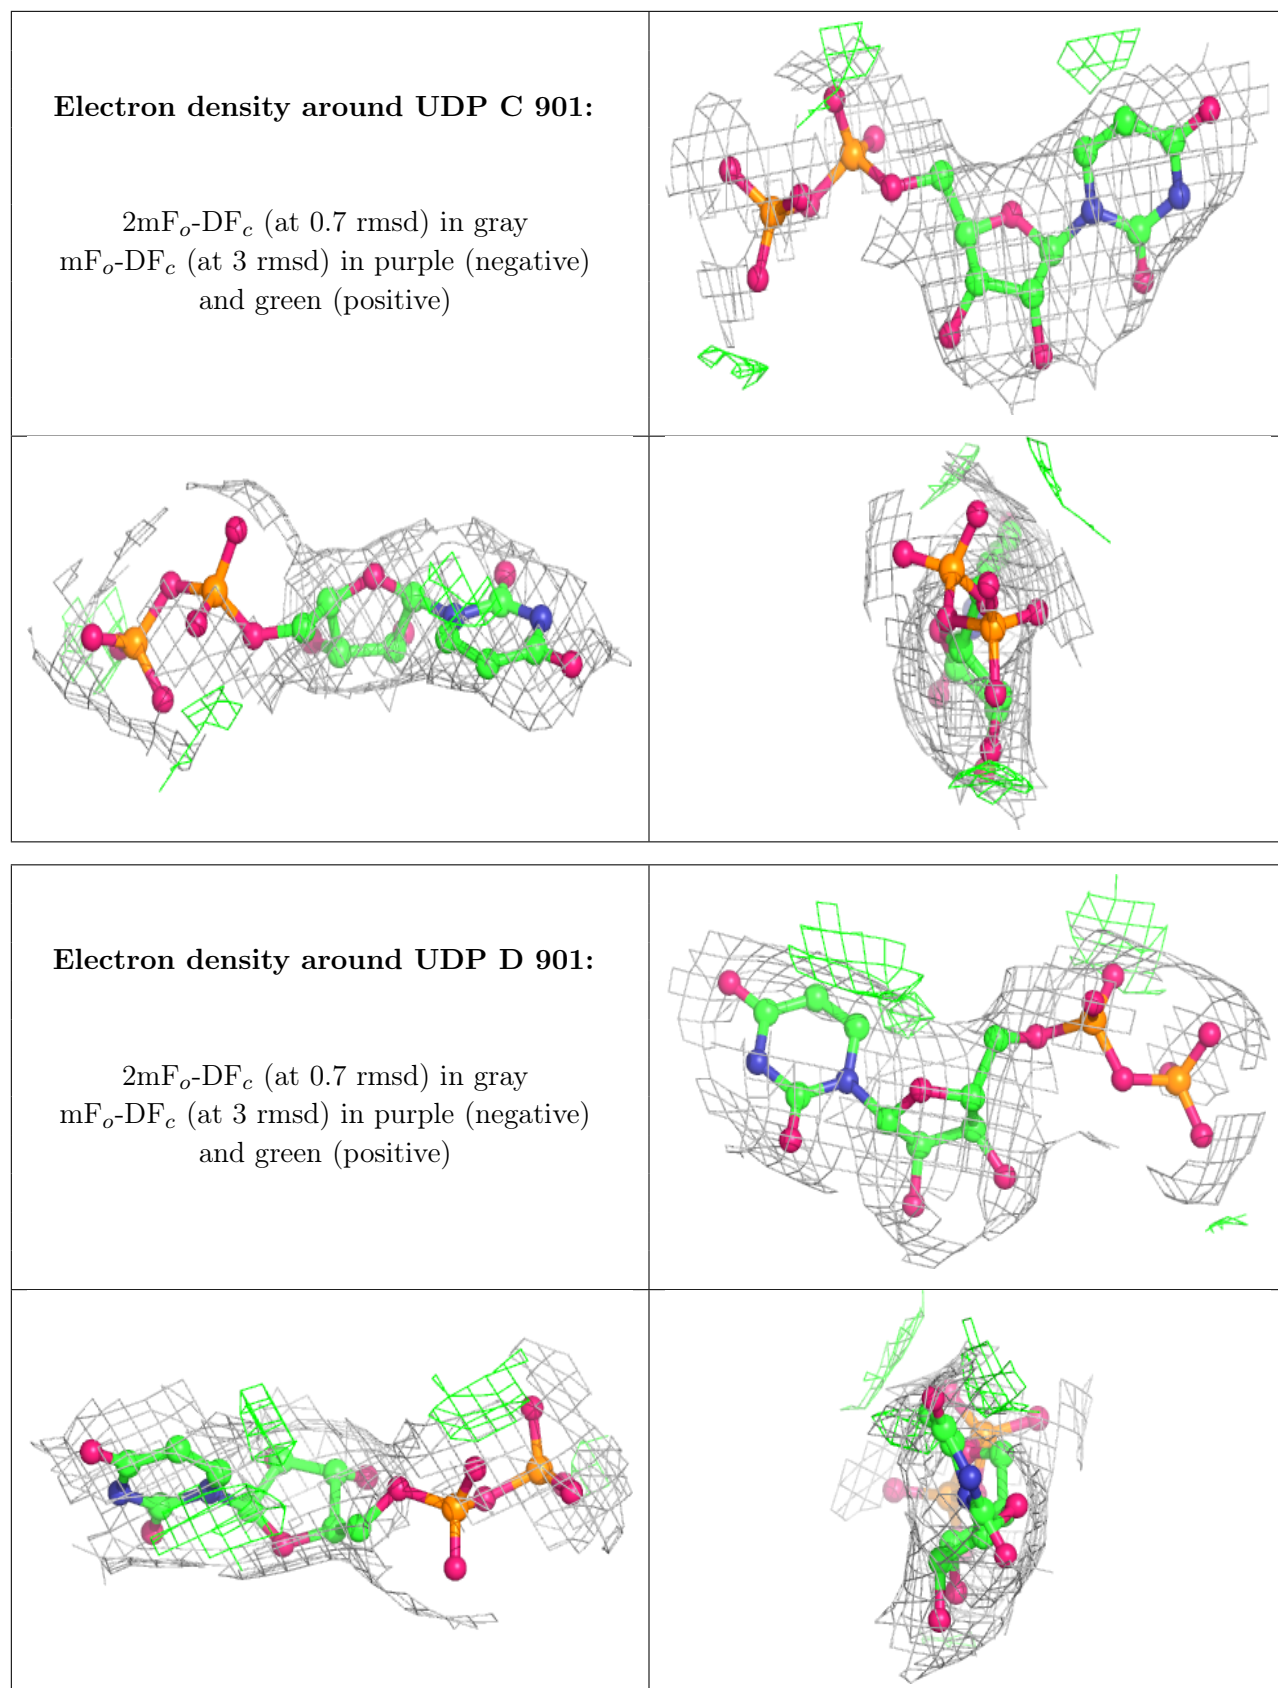 Electron density around UDP C 901:
2mFo-DFc (at 0.7 rmsd) in gray
mFo-DFc (at 3 rmsd) in purple (negative)
and green (positive)
Electron density around UDP D 901:
2mFo-DFc (at 0.7 rmsd) in gray
mFo-DFc (at 3 rmsd) in purple (negative)
and green (positive)